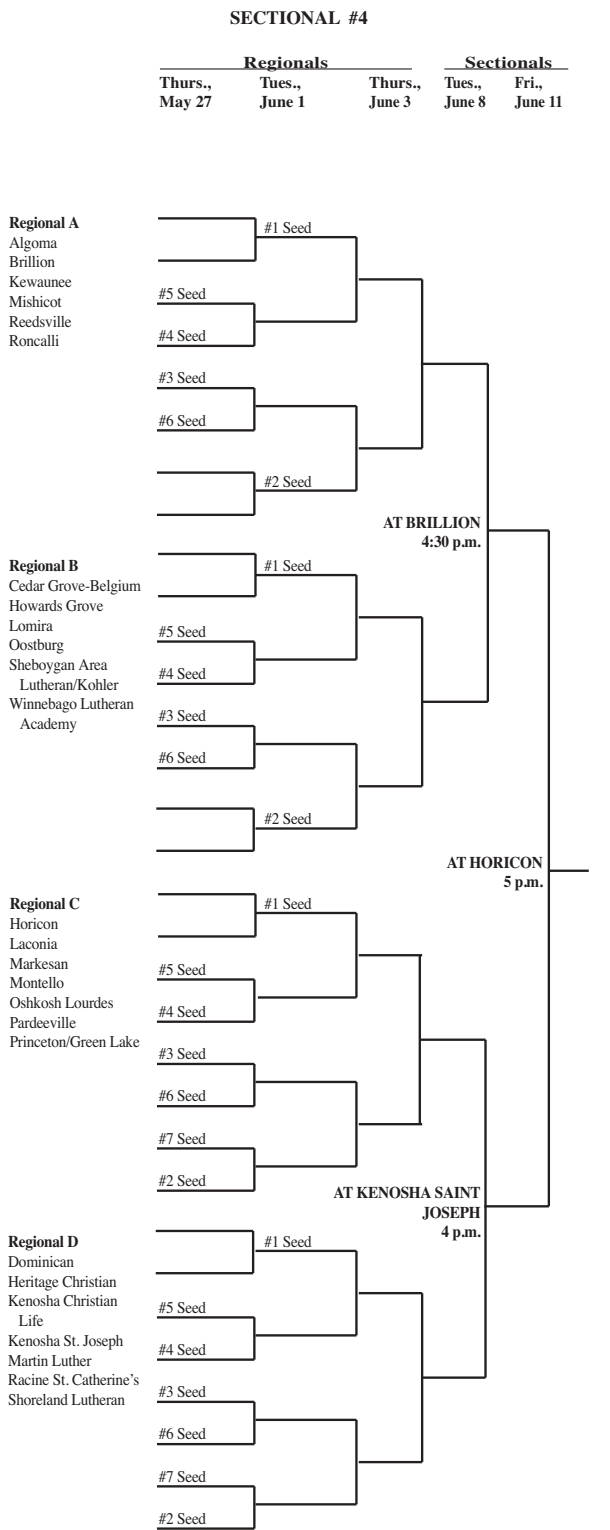 SECTIONAL #4
Regionals
Sectionals
Thurs.,
May 27
Tues.,
June 1
Thurs.,
June 3
Tues.,
June 8
Fri.,
June 11
Regional A
Algoma
Brillion
Kewaunee
Mishicot
Reedsville
Roncalli
#1 Seed
#5 Seed
#4 Seed
#3 Seed
#6 Seed
#2 Seed
AT BRILLION
4:30 p.m.
Regional B
Cedar Grove-Belgium
Howards Grove
Lomira
Oostburg
Sheboygan Area
Lutheran/Kohler
Winnebago Lutheran
Academy
#1 Seed
#5 Seed
#4 Seed
#3 Seed
#6 Seed
#2 Seed
AT HORICON
5 p.m.
Regional C
Horicon
Laconia
Markesan
Montello
Oshkosh Lourdes
Pardeeville
Princeton/Green Lake
#1 Seed
#5 Seed
#4 Seed
#3 Seed
#6 Seed
#7 Seed
#2 Seed
AT KENOSHA SAINT
JOSEPH
4 p.m.
Regional D
Dominican
Heritage Christian
Kenosha Christian
Life
Kenosha St. Joseph
Martin Luther
Racine St. Catherine's
Shoreland Lutheran
#1 Seed
#5 Seed
#4 Seed
#3 Seed
#6 Seed
#7 Seed
#2 Seed